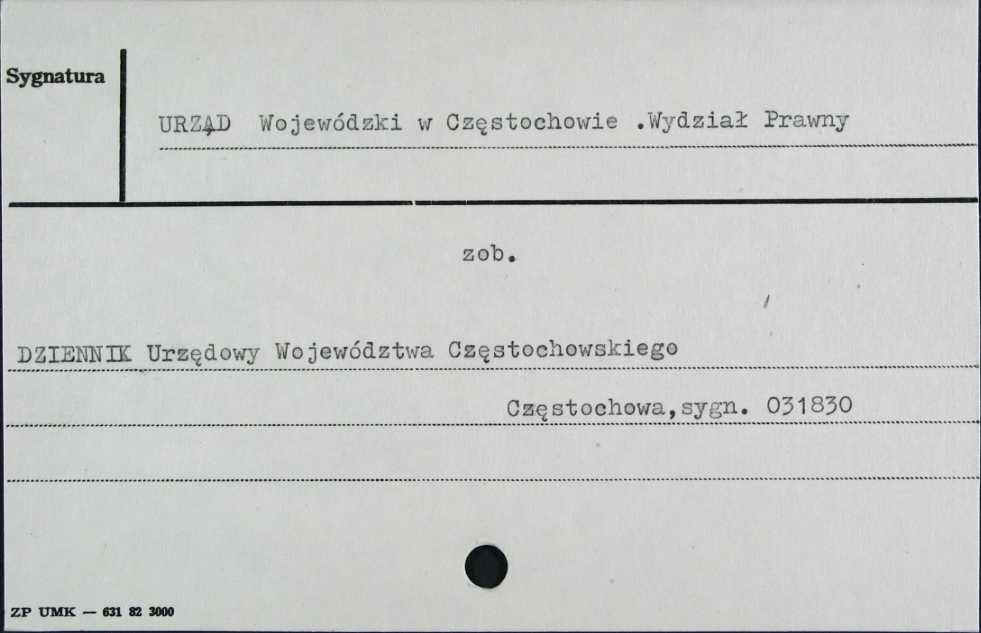 Sygnatura
URZĄD Wojewódzki w Częstochowie .Wydział Prawny
zob.
DZIENNIK Urzędowy Województwa Częstochowskiego
Częstochowa,sygn. 031830
ZP UMK — 631 82 3000